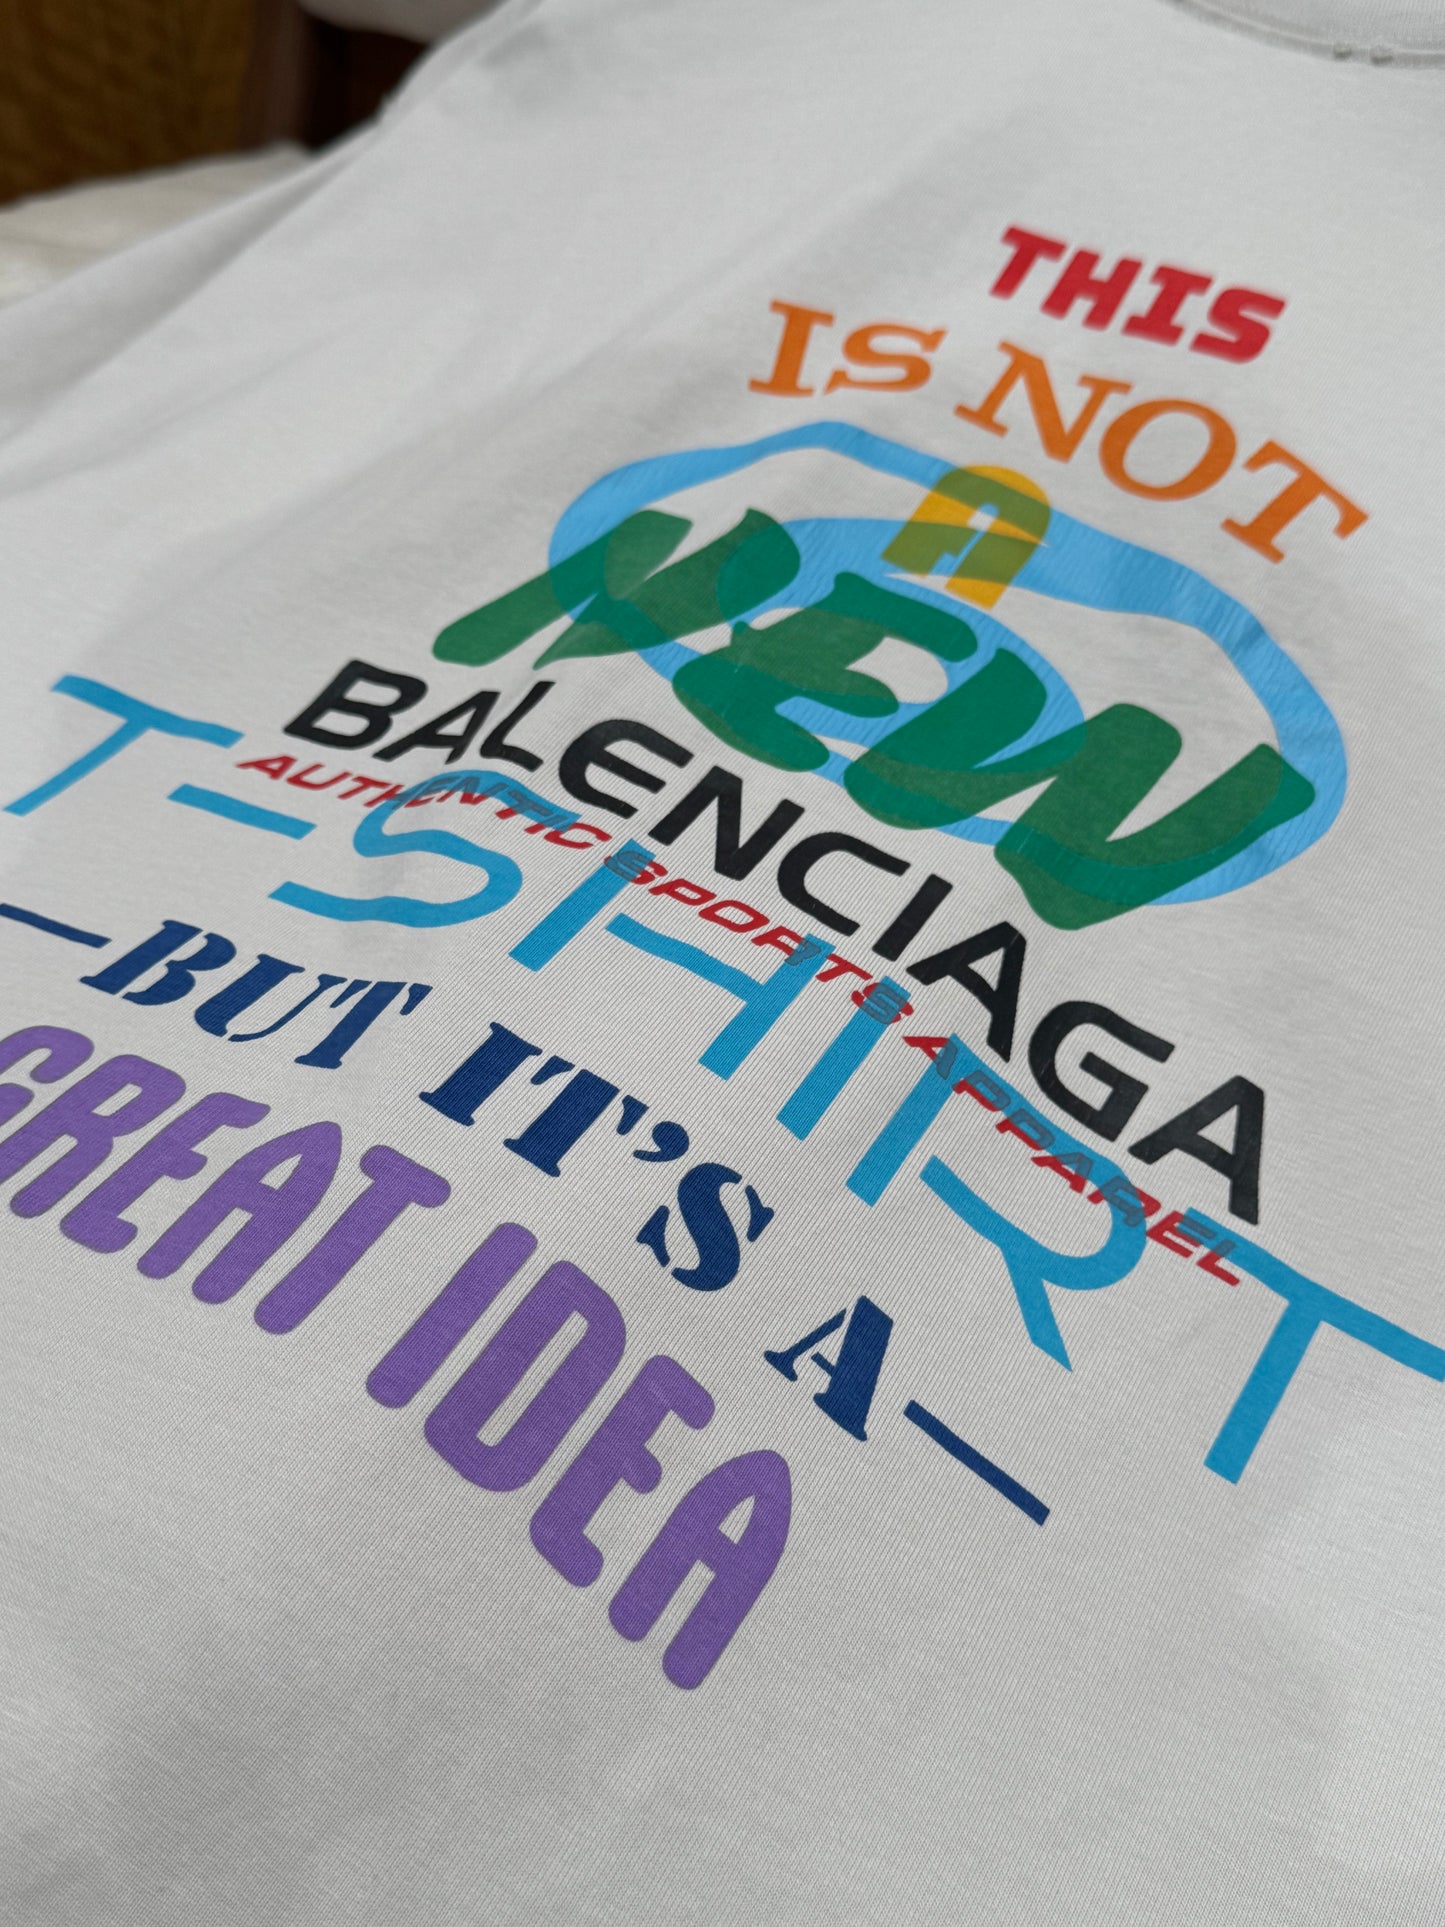 THIS
IS NOT
A
NEW
BALENCIAGA
AUTHENTIC SPORTS APPAREL
T-SHIRT
—BUT IT'S A—
GREAT IDEA